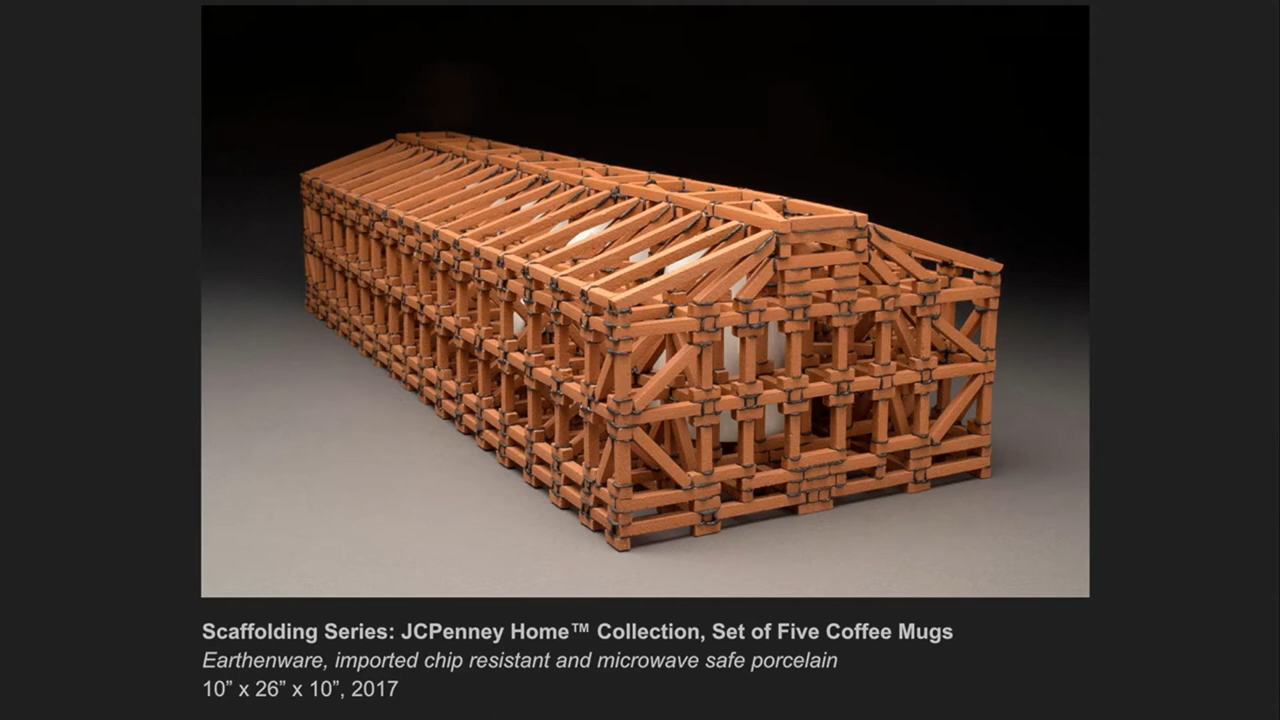 Scaffolding Series: JCPenney Home™ Collection, Set of Five Coffee Mugs
Earthenware, imported chip resistant and microwave safe porcelain
10” x 26” x 10”, 2017